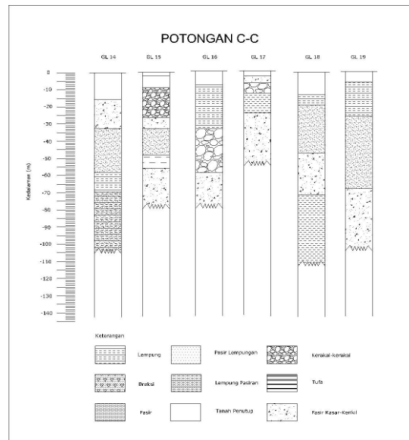 POTONGAN C-C
GL 14 GL 15 GL 16 GL 17 GL 18 GL 19
0
-10
-20
-30
-40
-50
-60
-70
-80
-90
-100
-110
-120
-130
-140
Kedalaman (m)
Keterangan
Lempung Pasir Lempungan Kerakal-kerakal
Breksi Lempung Pasiran Tufa
Pasir Tanah Penutup Pasir Kasar-Kerikil